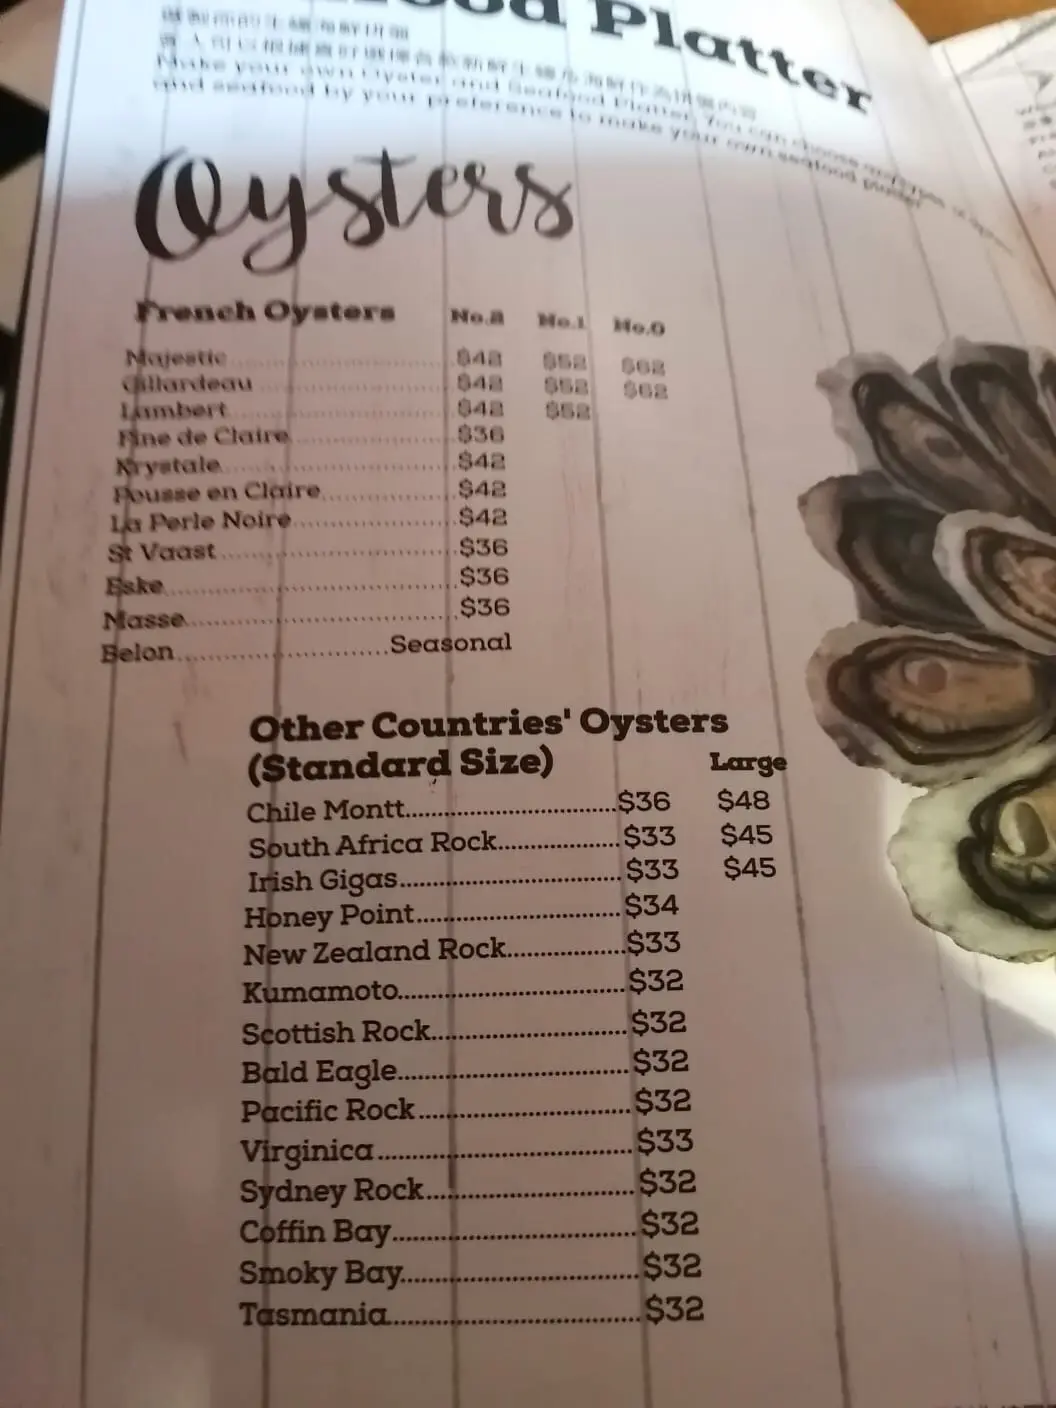 Platter
Make your own Oyster and Seafood Platter. You can choose
and seafood by your preference to make your own seafood platter
Oysters
French Oysters No.2 No.1 No.0
Majestic $42 $52 $62
Gillardeau $42 $52 $62
Lambert $42 $52
Fine de Claire $36
Krystale $42
Pousse en Claire $42
La Perle Noire $42
St Vaast $36
Eske $36
Masse $36
Belon Seasonal
Other Countries' Oysters
(Standard Size) Large
Chile Montt $36 $48
South Africa Rock $33 $45
Irish Gigas $33 $45
Honey Point $34
New Zealand Rock $33
Kumamoto $32
Scottish Rock $32
Bald Eagle $32
Pacific Rock $32
Virginica $33
Sydney Rock $32
Coffin Bay $32
Smoky Bay $32
Tasmania $32